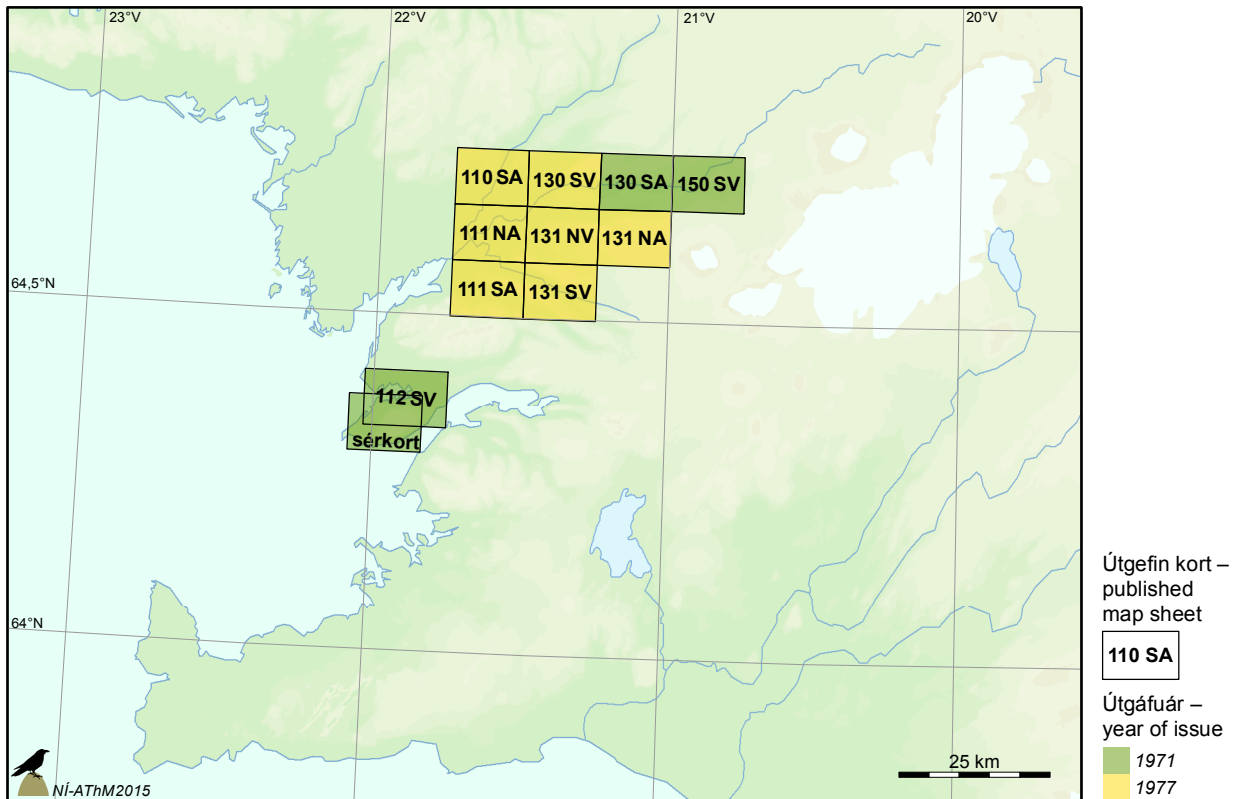 23°V
22°V
21°V
20°V
110 SA
130 SV
130 SA
150 SV
111 NA
131 NV
131 NA
111 SA
131 SV
64,5°N
112 SV
sérkort
64°N
25 km
NÍ-AThM2015
Útgefin kort –
published
map sheet
110 SA
Útgáfuár –
year of issue
1971
1977